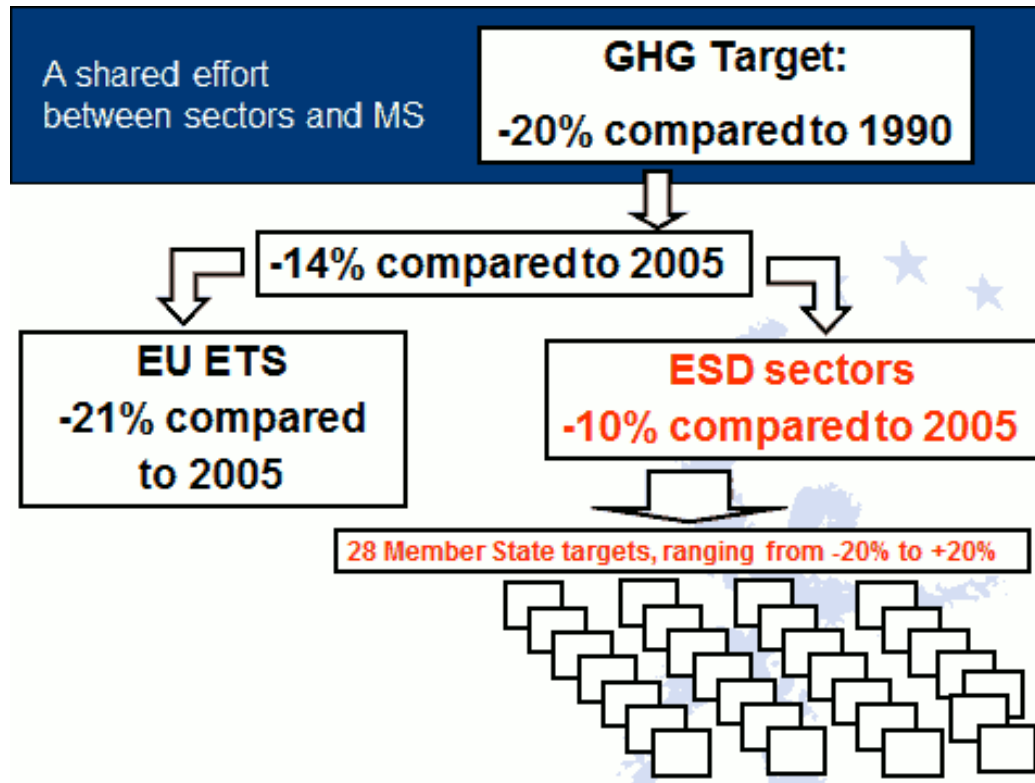 A shared effort
between sectors and MS
GHG Target:
-20% compared to 1990
-14% compared to 2005
EU ETS
-21% compared
to 2005
ESD sectors
-10% compared to 2005
28 Member State targets, ranging from -20% to +20%